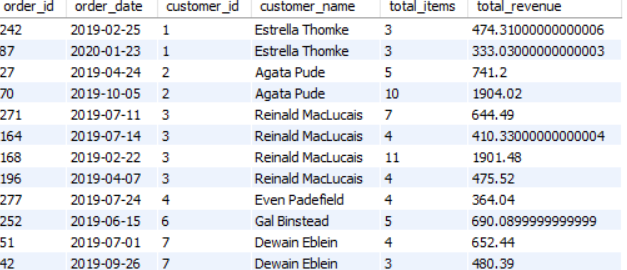 order_id order_date customer_id customer_name total_items total_revenue
242 2019-02-25 1 Estrella Thomke 3 474.31000000000006
87 2020-01-23 1 Estrella Thomke 3 333.03000000000003
27 2019-04-24 2 Agata Pude 5 741.2
70 2019-10-05 2 Agata Pude 10 1904.02
271 2019-07-11 3 Reinald MacLucais 7 644.49
164 2019-07-14 3 Reinald MacLucais 4 410.33000000000004
168 2019-02-22 3 Reinald MacLucais 11 1901.48
196 2019-04-07 3 Reinald MacLucais 4 475.52
277 2019-07-24 4 Even Padefield 4 364.04
252 2019-06-15 6 Gal Binstead 5 690.0899999999999
51 2019-07-01 7 Dewain Eblein 4 652.44
42 2019-09-26 7 Dewain Eblein 3 480.39